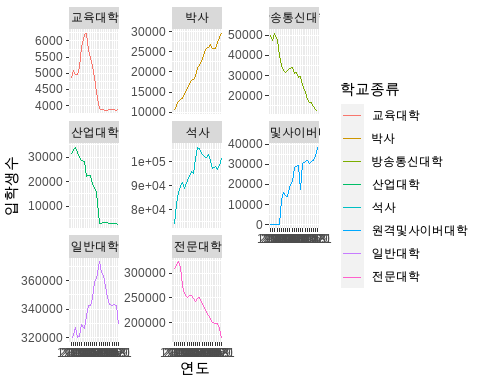 교육대학 박사 송통신대
6000 5500 5000 4500 4000
30000 25000 20000 15000 10000
50000 40000 30000 20000
산업대학 석사 및사이버대
30000 20000 10000
1e+05 9e+04 8e+04
40000 30000 20000 10000 0
일반대학 전문대학
360000 340000 320000
300000 250000 200000
입학생수
연도
학교종류
교육대학
박사
방송통신대학
산업대학
석사
원격및사이버대학
일반대학
전문대학